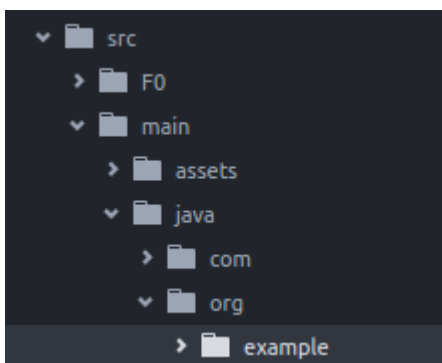 src
F0
main
assets
java
com
org
example